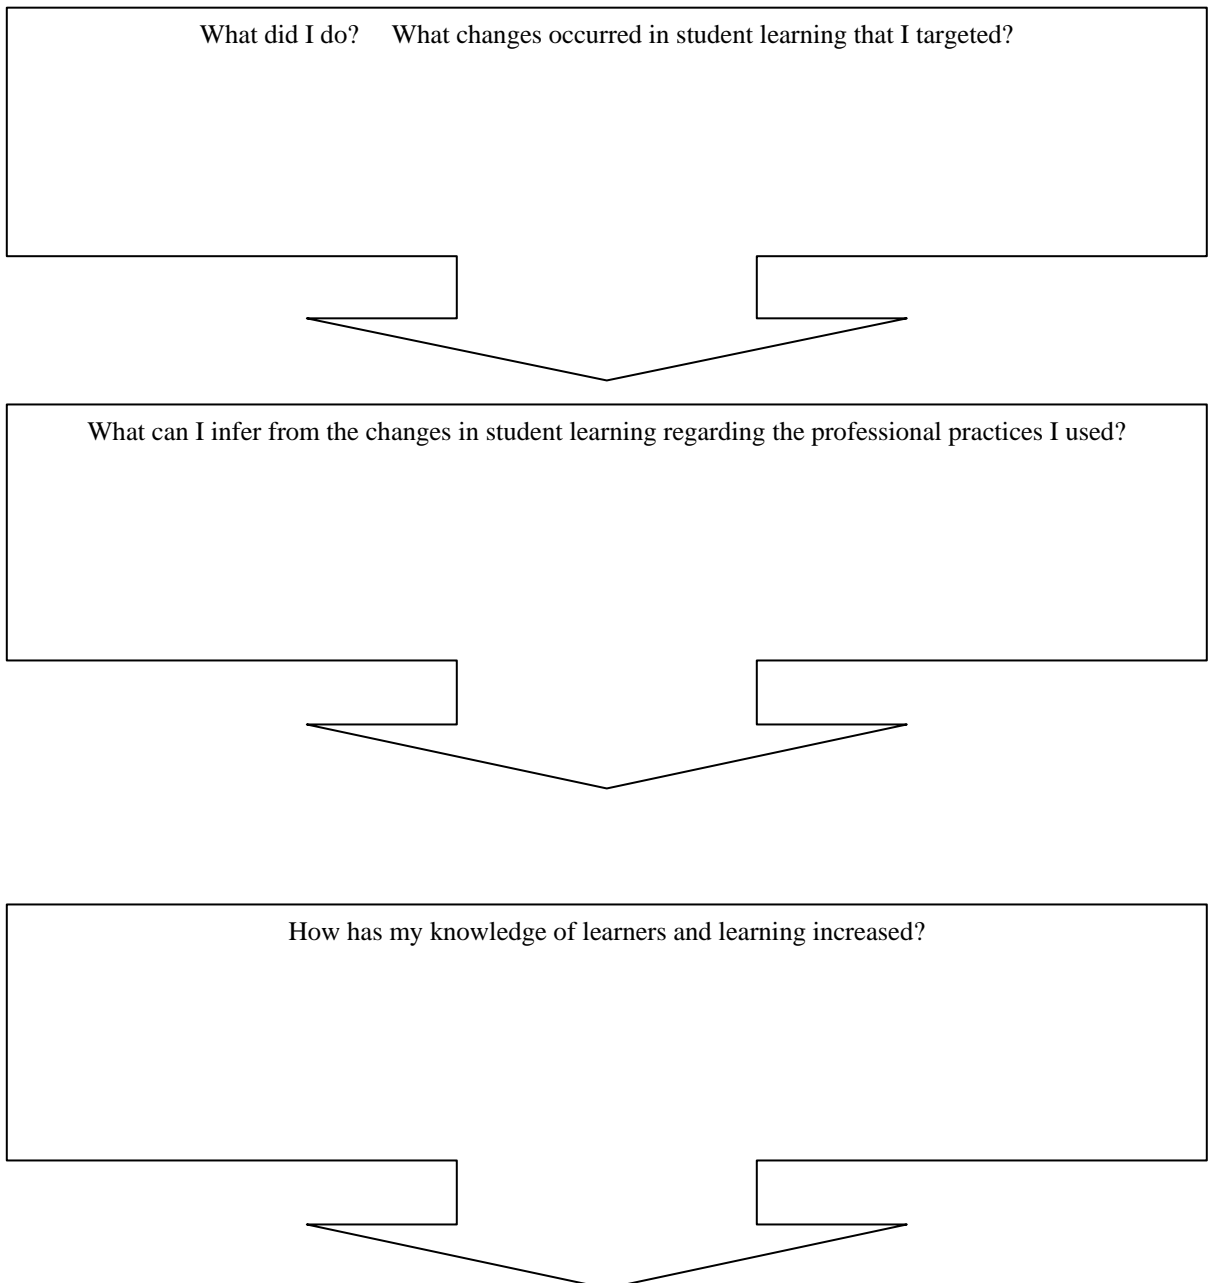 What did I do? What changes occurred in student learning that I targeted?
What can I infer from the changes in student learning regarding the professional practices I used?
How has my knowledge of learners and learning increased?